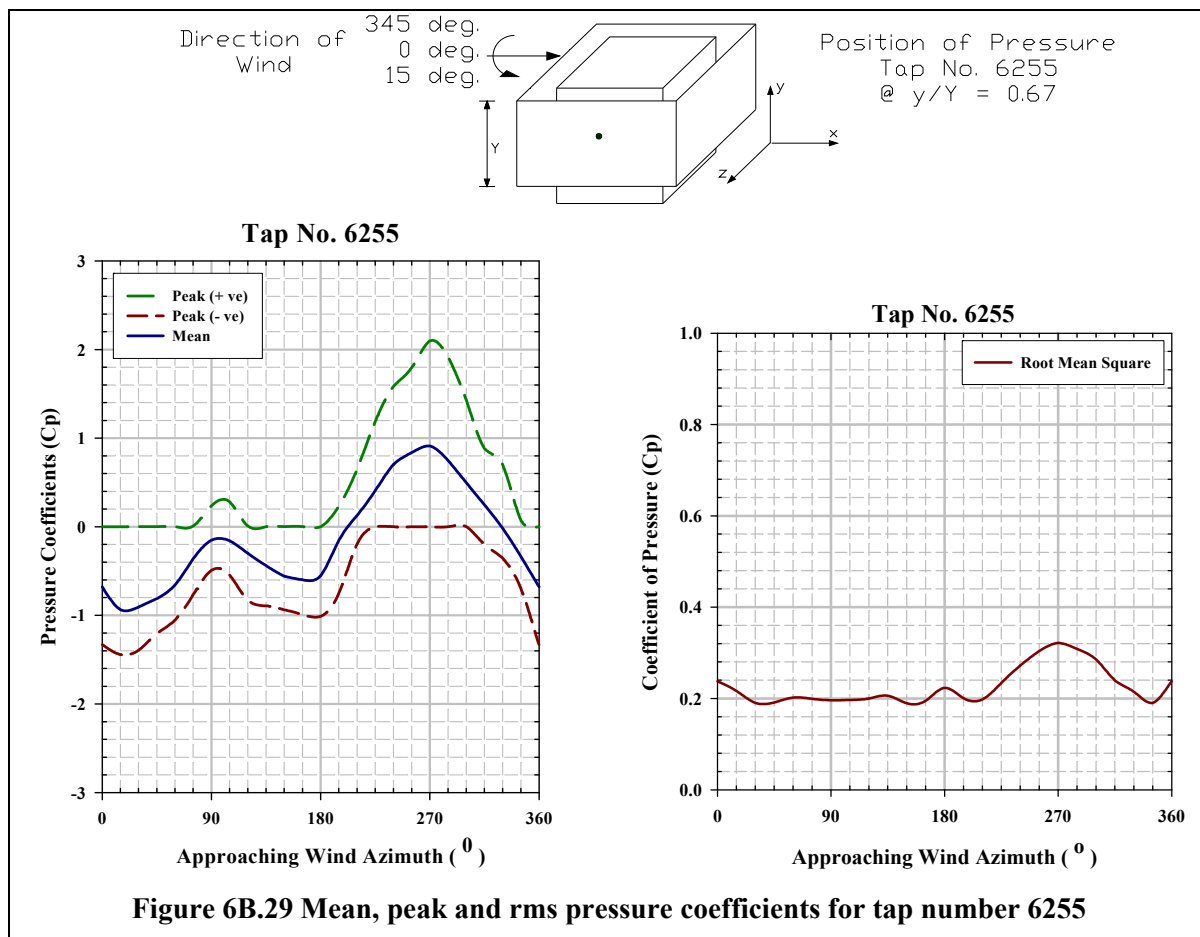 Direction of
Wind
345 deg.
0 deg.
15 deg.
Position of Pressure
Tap No. 6255
@ y/Y = 0.67
Y
y
x
z
Tap No. 6255
3
2
1
0
-1
-2
-3
Pressure Coefficients (Cp)
Peak (+ ve)
Peak (- ve)
Mean
0
90
180
270
360
Approaching Wind Azimuth ( 0 )
Tap No. 6255
1.0
0.8
0.6
0.4
0.2
0.0
Coefficient of Pressure (Cp)
Root Mean Square
0
90
180
270
360
Approaching Wind Azimuth ( o )
Figure 6B.29 Mean, peak and rms pressure coefficients for tap number 6255